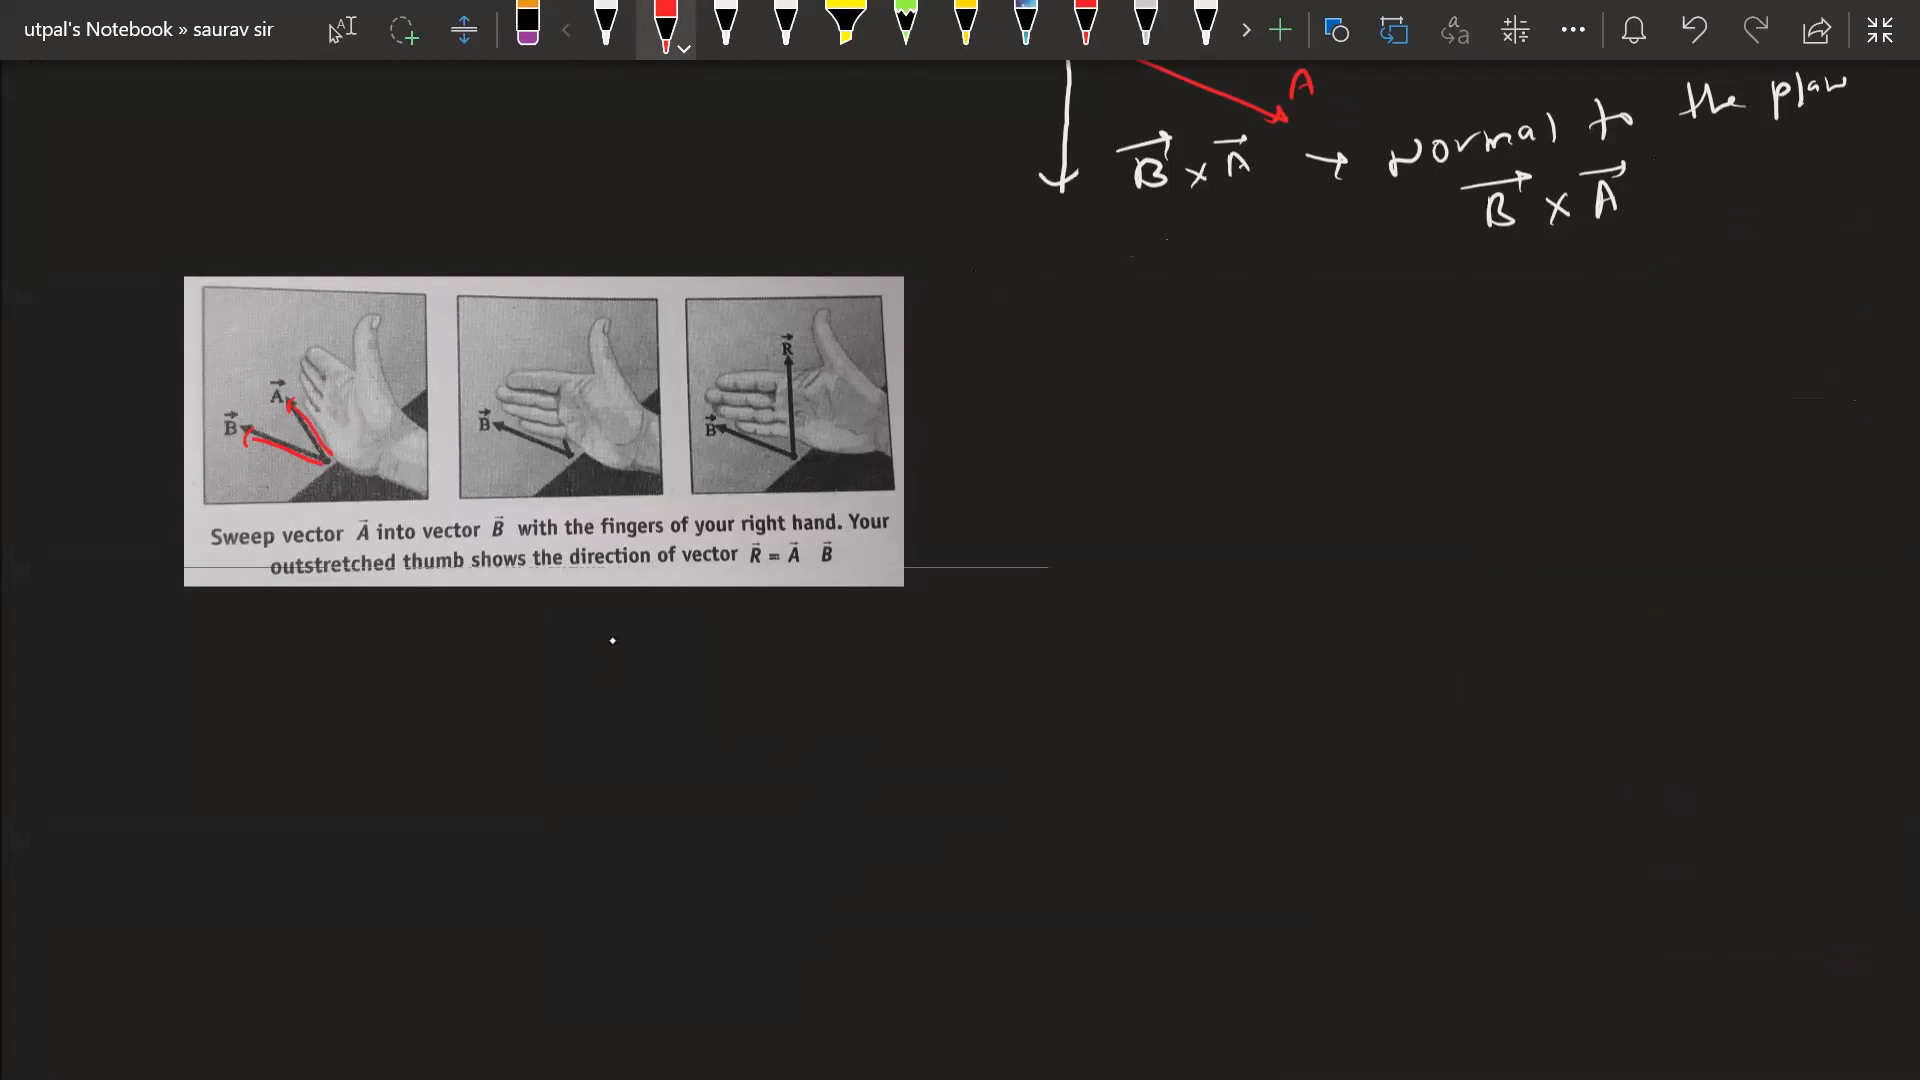 utpal's Notebook » saurav sir
A
B × A → Normal to the plan
B × A
A
B
B
R
B
Sweep vector A into vector B with the fingers of your right hand. Your
outstretched thumb shows the direction of vector R = A B